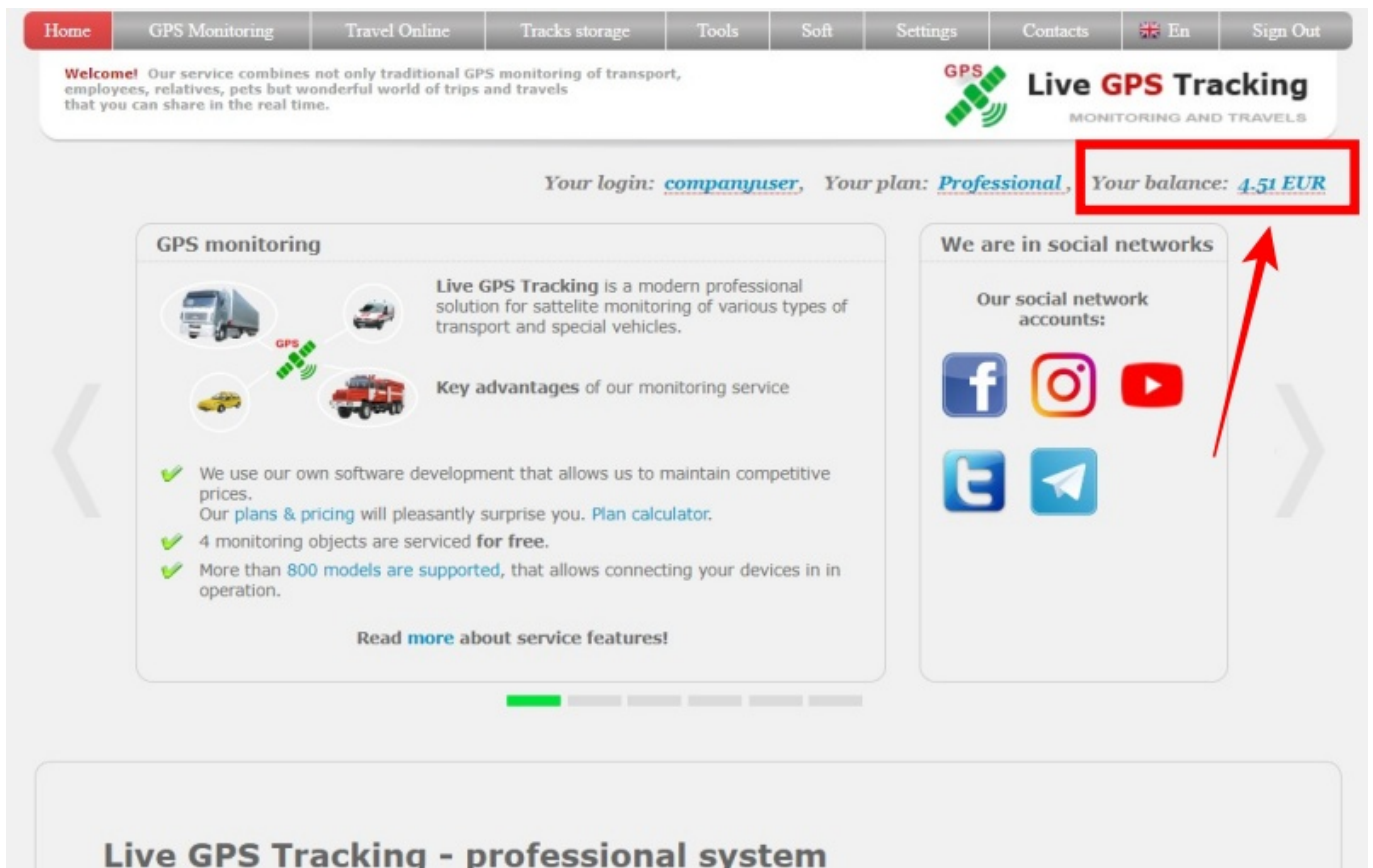 Home GPS Monitoring Travel Online Tracks storage Tools Soft Settings Contacts En Sign Out
Welcome! Our service combines not only traditional GPS monitoring of transport,
employees, relatives, pets but wonderful world of trips and travels
that you can share in the real time.
GPS
Live GPS Tracking
MONITORING AND TRAVELS
Your login: companyuser, Your plan: Professional, Your balance: 4.51 EUR
GPS monitoring
Live GPS Tracking is a modern professional
solution for sattelite monitoring of various types of
transport and special vehicles.
GPS
Key advantages of our monitoring service
We use our own software development that allows us to maintain competitive
prices.
Our plans & pricing will pleasantly surprise you. Plan calculator.
4 monitoring objects are serviced for free.
More than 800 models are supported, that allows connecting your devices in in
operation.
Read more about service features!
We are in social networks
Our social network
accounts:
Live GPS Tracking - professional system